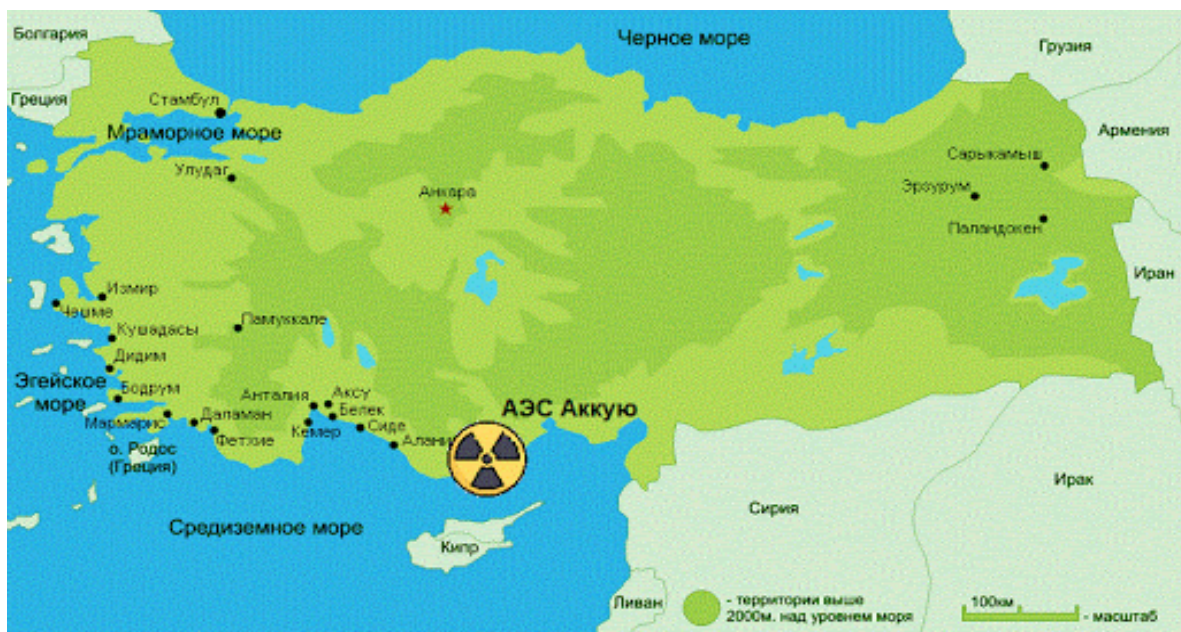 Болгария
Черное море
Грузия
Греция
Стамбул
Мраморное море
Армения
Сарыкамыш
Улудаг
Анкара
Эрзурум
Паландокен
Иран
Измир
Чешме
Памуккале
Кушадасы
Дидим
Эгейское
море
Бодрум
Анталия
Аксу
Белек
АЭС Аккую
Мармарис
Даламан
Кемер
Сиде
Фетхие
о. Родос
(Греция)
Ирак
Сирия
Средиземное море
Кипр
Ливан
- территории выше
2000м. над уровнем моря
100км
- масштаб